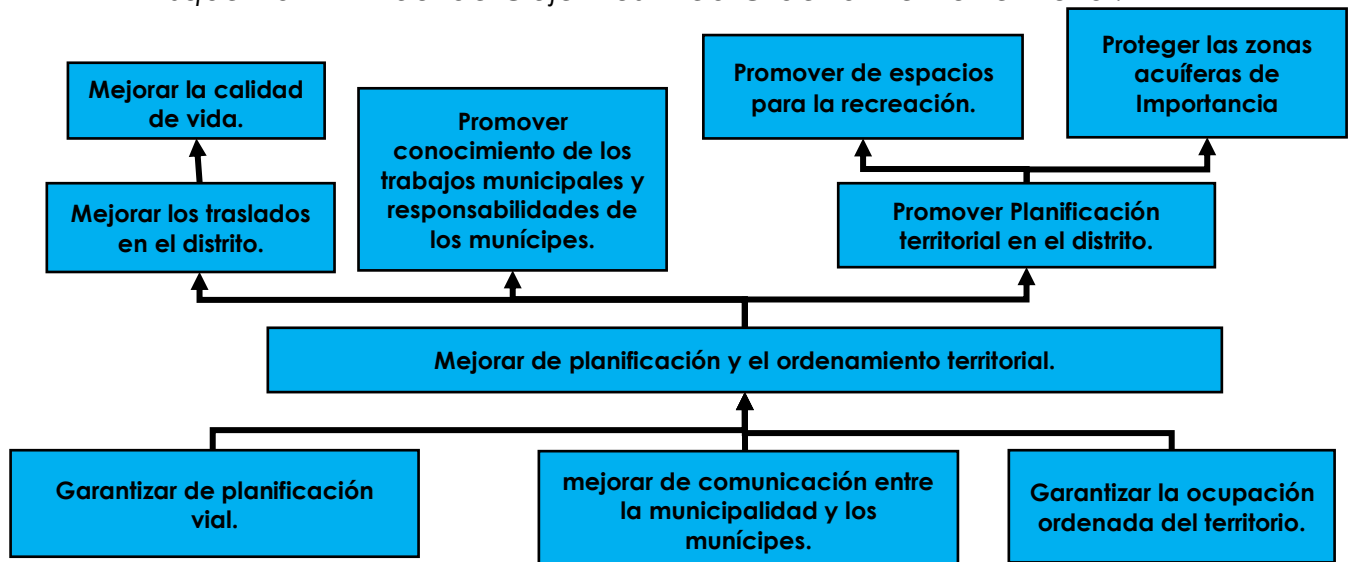 Proteger las zonas
acuíferas de
Importancia
Promover de espacios
para la recreación.
Mejorar la calidad
de vida.
Promover
conocimiento de los
trabajos municipales y
responsabilidades de
los munícipes.
Mejorar los traslados
en el distrito.
Promover Planificación
territorial en el distrito.
Mejorar de planificación y el ordenamiento territorial.
Garantizar de planificación
vial.
mejorar de comunicación entre
la municipalidad y los
munícipes.
Garantizar la ocupación
ordenada del territorio.